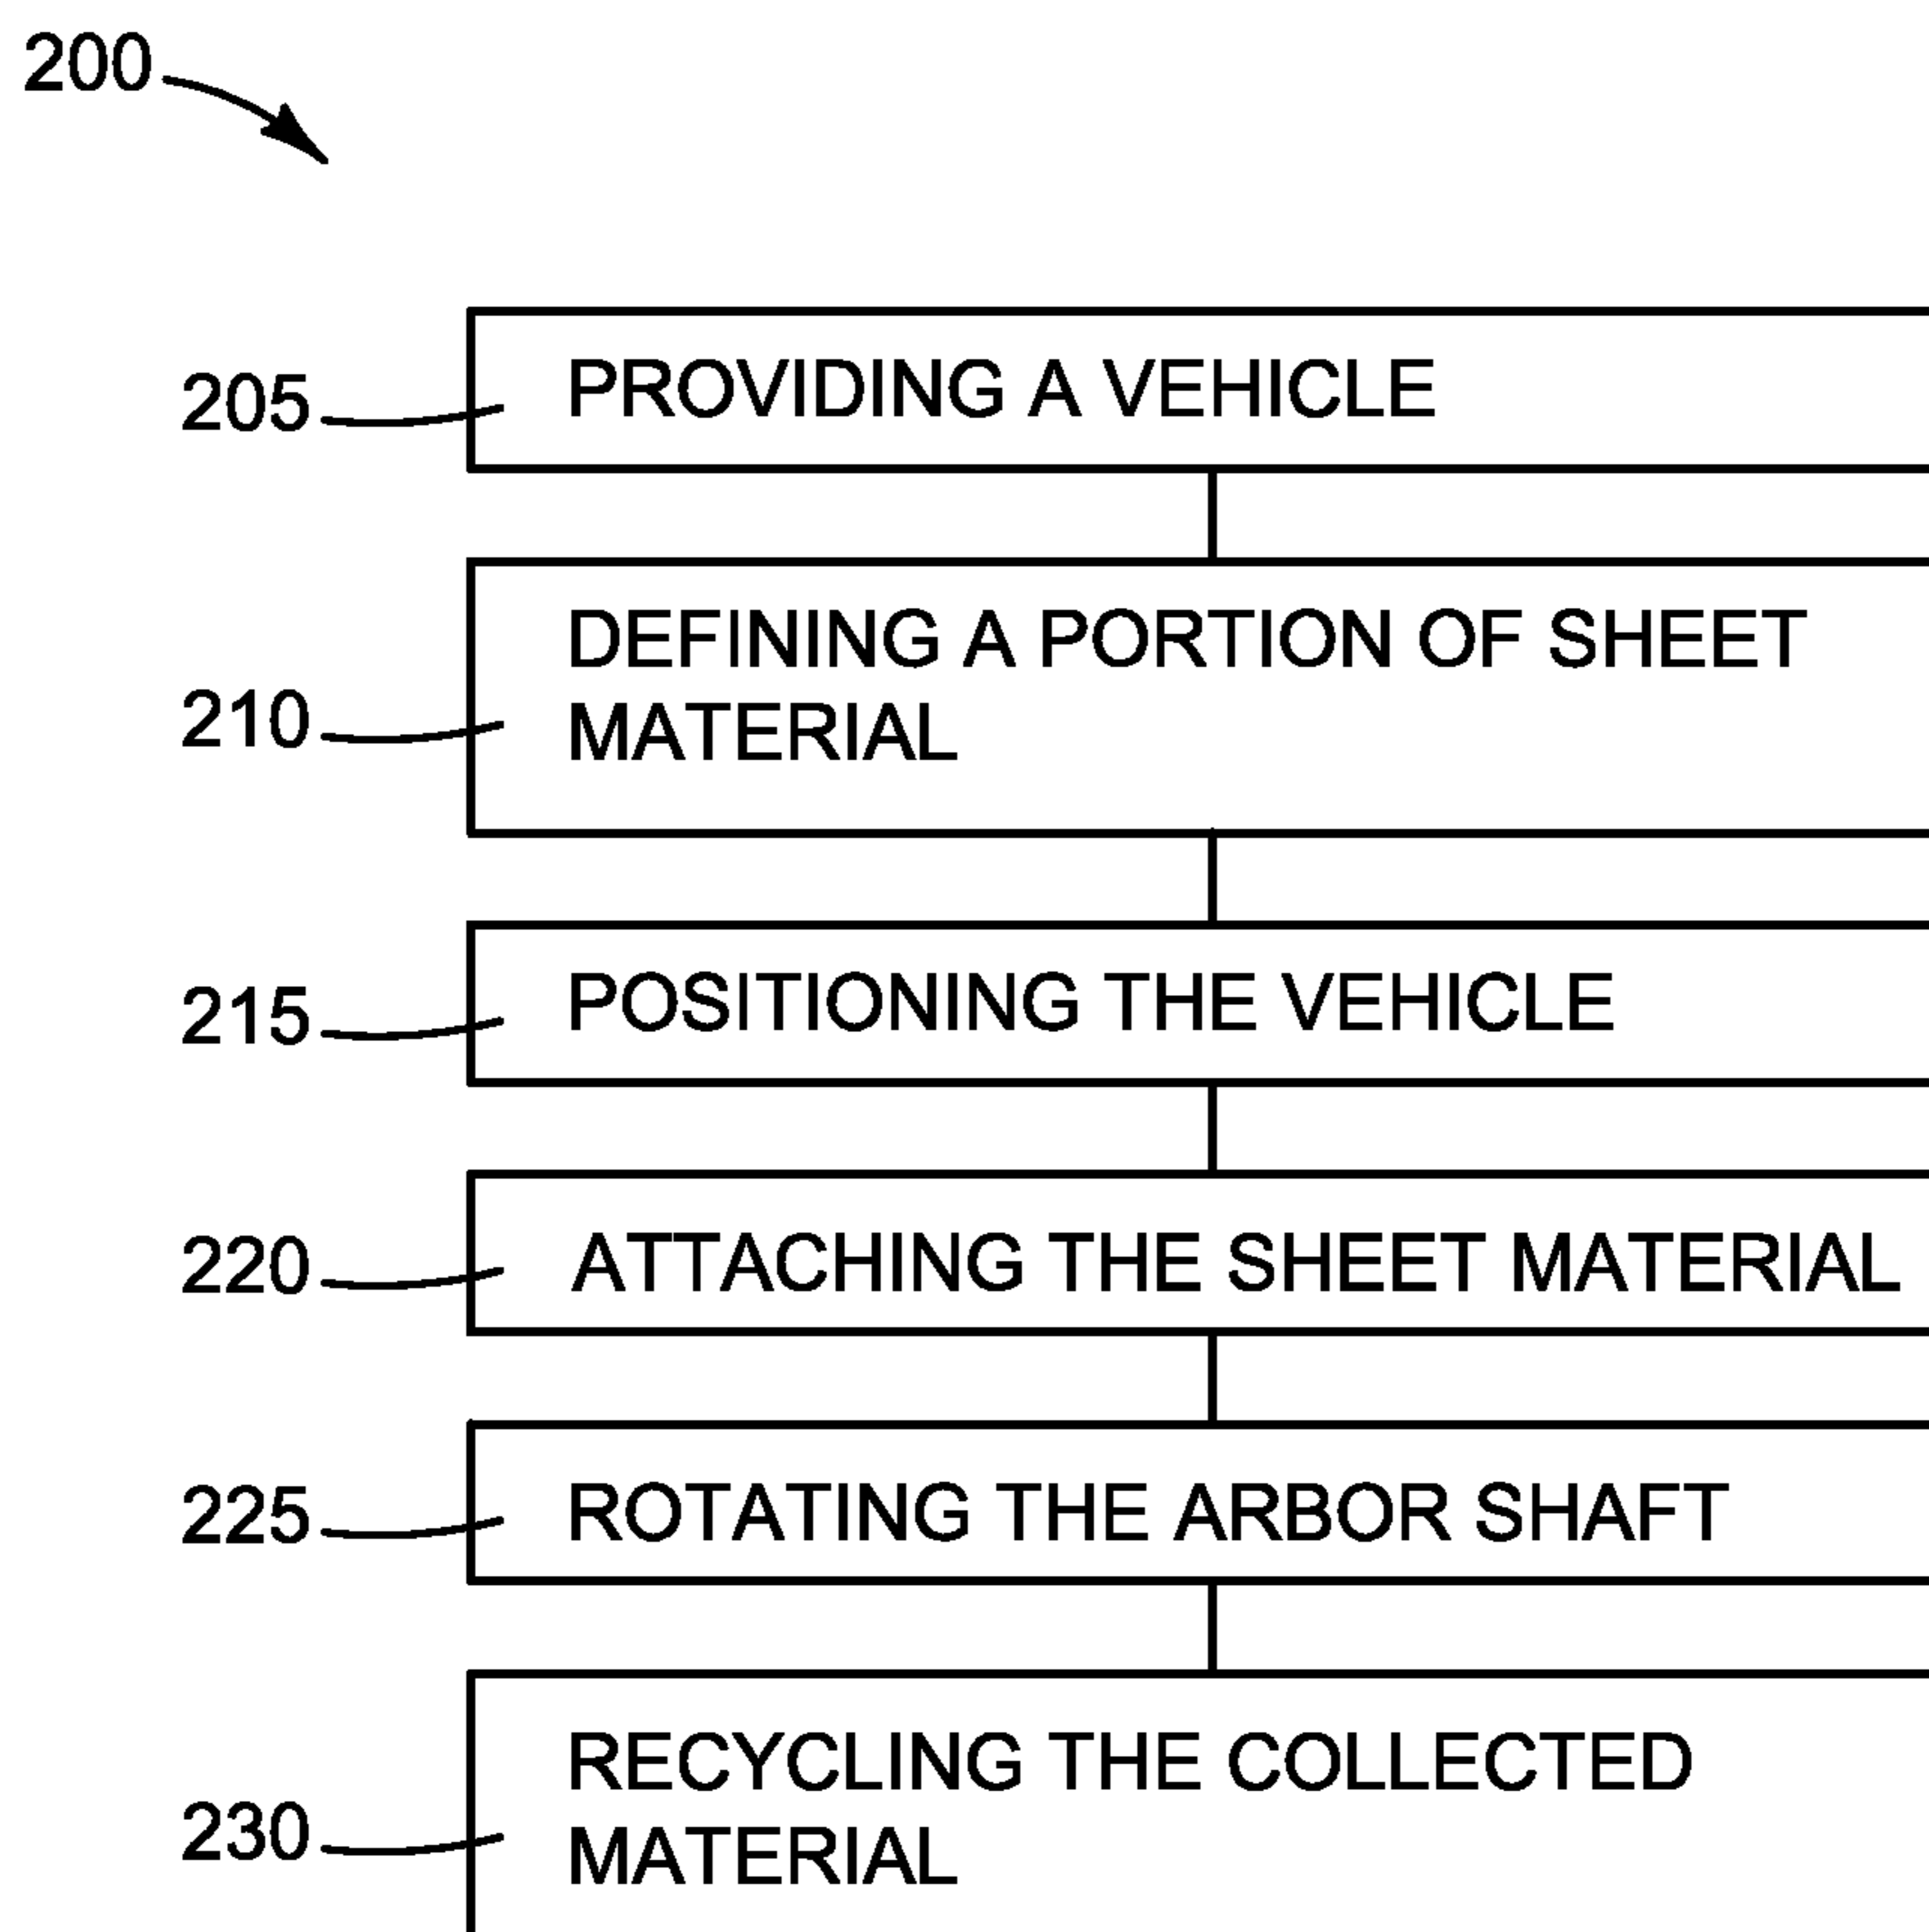 200
205 PROVIDING A VEHICLE
DEFINING A PORTION OF SHEET
210 MATERIAL
215 POSITIONING THE VEHICLE
220 ATTACHING THE SHEET MATERIAL
225 ROTATING THE ARBOR SHAFT
RECYCLING THE COLLECTED
230 MATERIAL